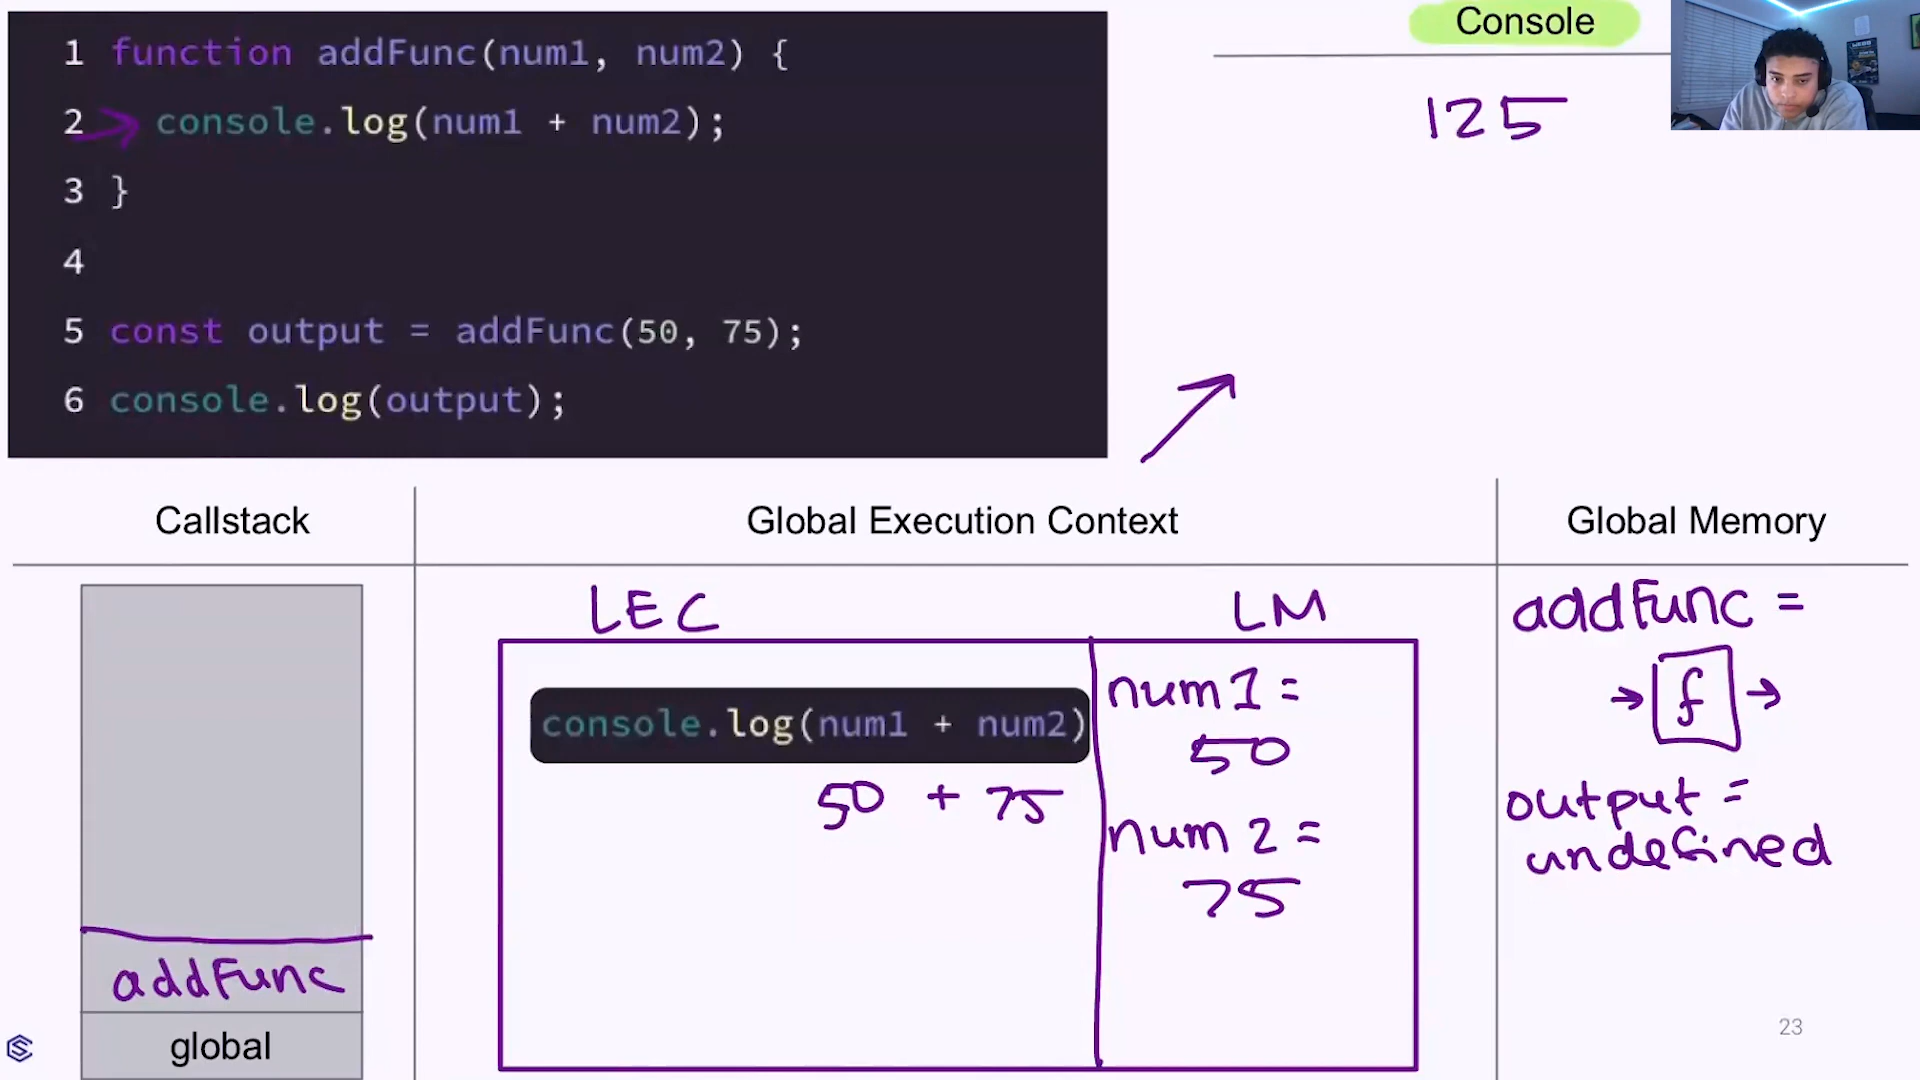 1 function addFunc(num1, num2) {
2 console.log(num1 + num2);
3 }
4
5 const output = addFunc(50, 75);
6 console.log(output);
Console
125
Callstack
addFunc
global
Global Execution Context
LEC
LM
console.log(num1 + num2)
50 + 75
num1 =
50
num2 =
75
Global Memory
addFunc =
f
output =
undefined
23